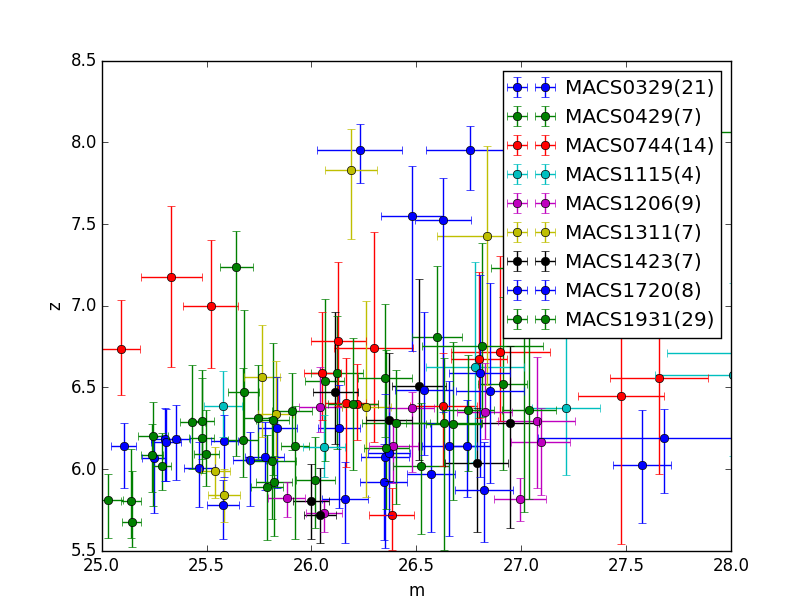 8.5
8.0
7.5
7.0
6.5
6.0
5.5
z
25.0 25.5 26.0 26.5 27.0 27.5 28.0
m
MACS0329(21)
MACS0429(7)
MACS0744(14)
MACS1115(4)
MACS1206(9)
MACS1311(7)
MACS1423(7)
MACS1720(8)
MACS1931(29)